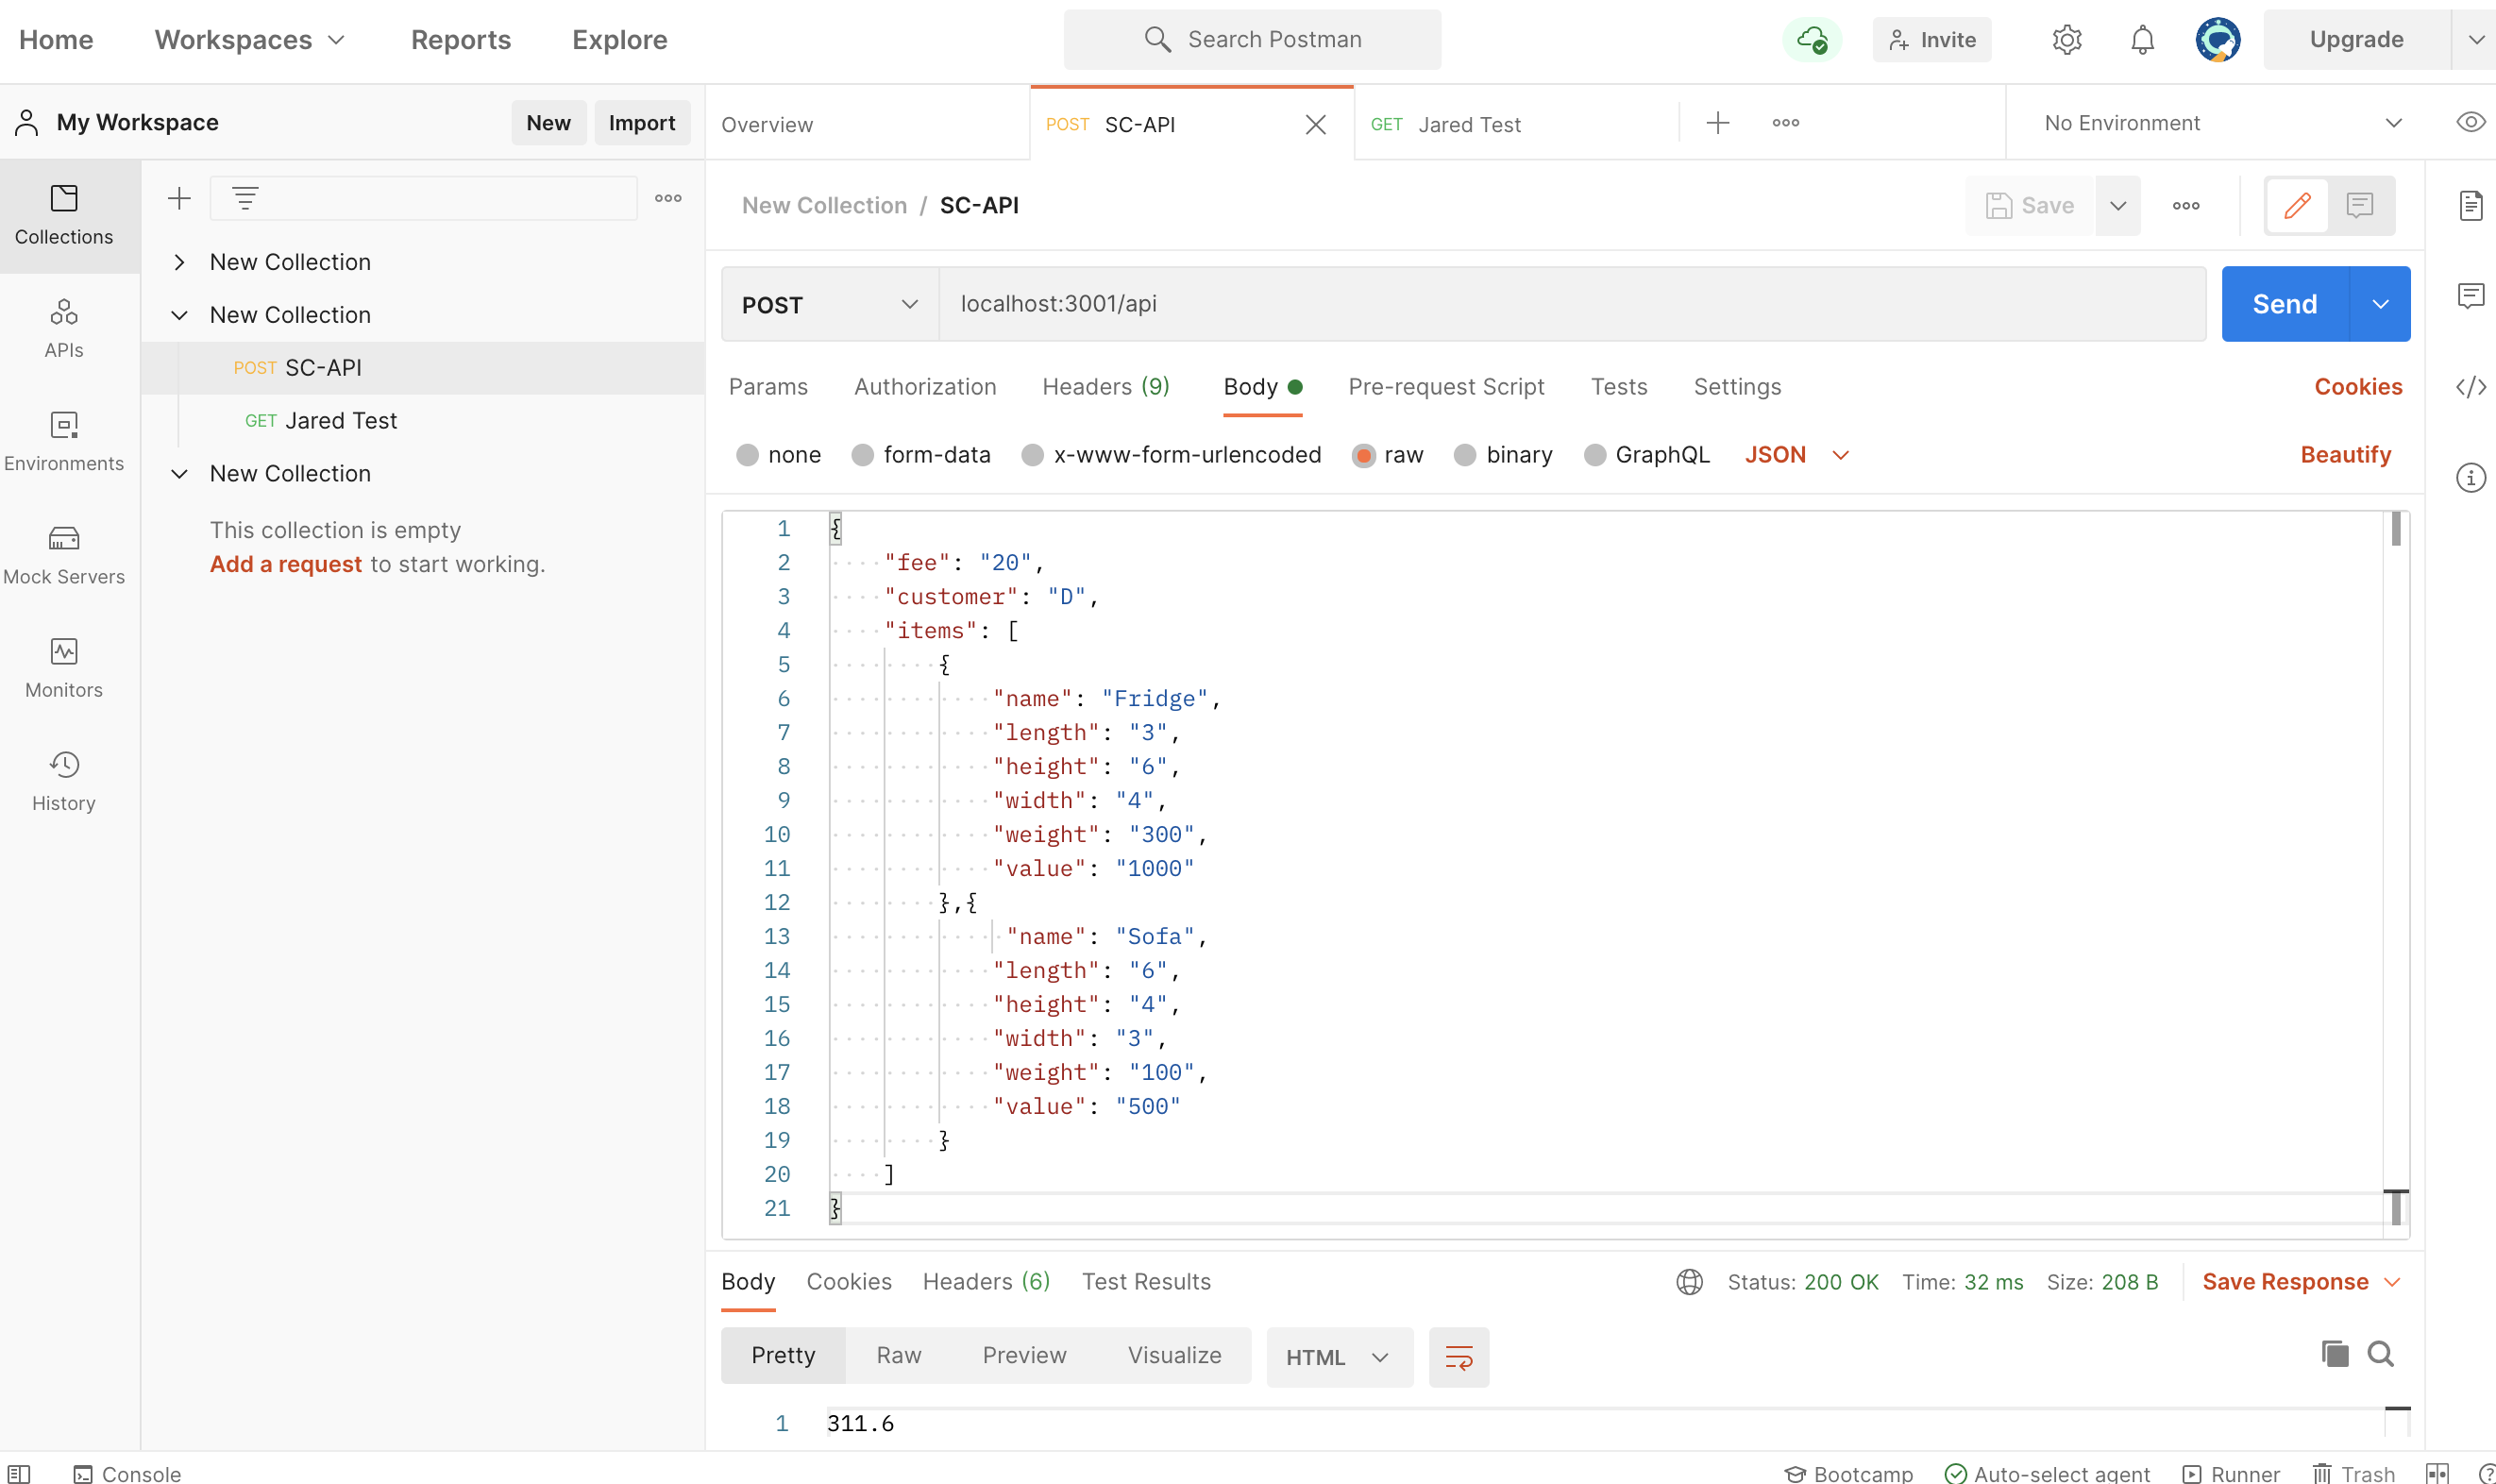 Home
Workspaces
Reports
Explore
Search Postman
Invite
Upgrade
My Workspace
New
Import
Overview
POST SC-API
GET Jared Test
No Environment
Collections
APIs
Environments
Mock Servers
Monitors
History
New Collection
New Collection
POST SC-API
GET Jared Test
New Collection
This collection is empty
Add a request to start working.
New Collection / SC-API
Save
POST
localhost:3001/api
Send
Params
Authorization
Headers (9)
Body
Pre-request Script
Tests
Settings
Cookies
none
form-data
x-www-form-urlencoded
raw
binary
GraphQL
JSON
Beautify
1 {
2 "fee": "20",
3 "customer": "D",
4 "items": [
5 {
6 "name": "Fridge",
7 "length": "3",
8 "height": "6",
9 "width": "4",
10 "weight": "300",
11 "value": "1000"
12 },{
13 "name": "Sofa",
14 "length": "6",
15 "height": "4",
16 "width": "3",
17 "weight": "100",
18 "value": "500"
19 }
20 ]
21 }
Body
Cookies
Headers (6)
Test Results
Status: 200 OK
Time: 32 ms
Size: 208 B
Save Response
Pretty
Raw
Preview
Visualize
HTML
1 311.6
Console
Bootcamp
Auto-select agent
Runner
Trash